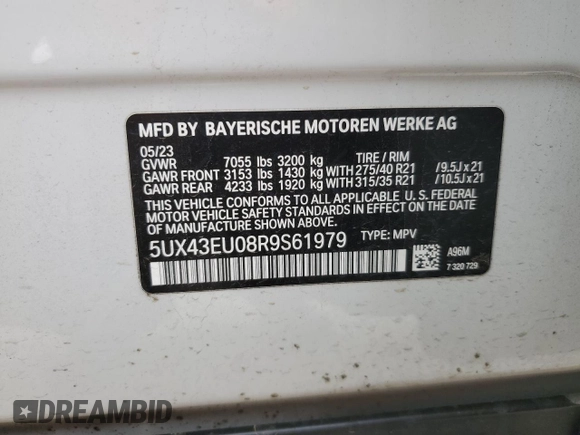 MFD BY BAYERISCHE MOTOREN WERKE AG
05/23
GVWR 7055 lbs 3200 kg TIRE / RIM
GAWR FRONT 3153 lbs 1430 kg WITH 275/40 R21 /9.5J x 21
GAWR REAR 4233 lbs 1920 kg WITH 315/35 R21 /10.5J x 21
THIS VEHICLE CONFORMS TO ALL APPLICABLE U. S. FEDERAL
MOTOR VEHICLE SAFETY STANDARDS IN EFFECT ON THE DATE
OF MANUFACTURE SHOWN ABOVE.
5UX43EU08R9S61979 TYPE: MPV
A96M
7 320 729
DREAMBID